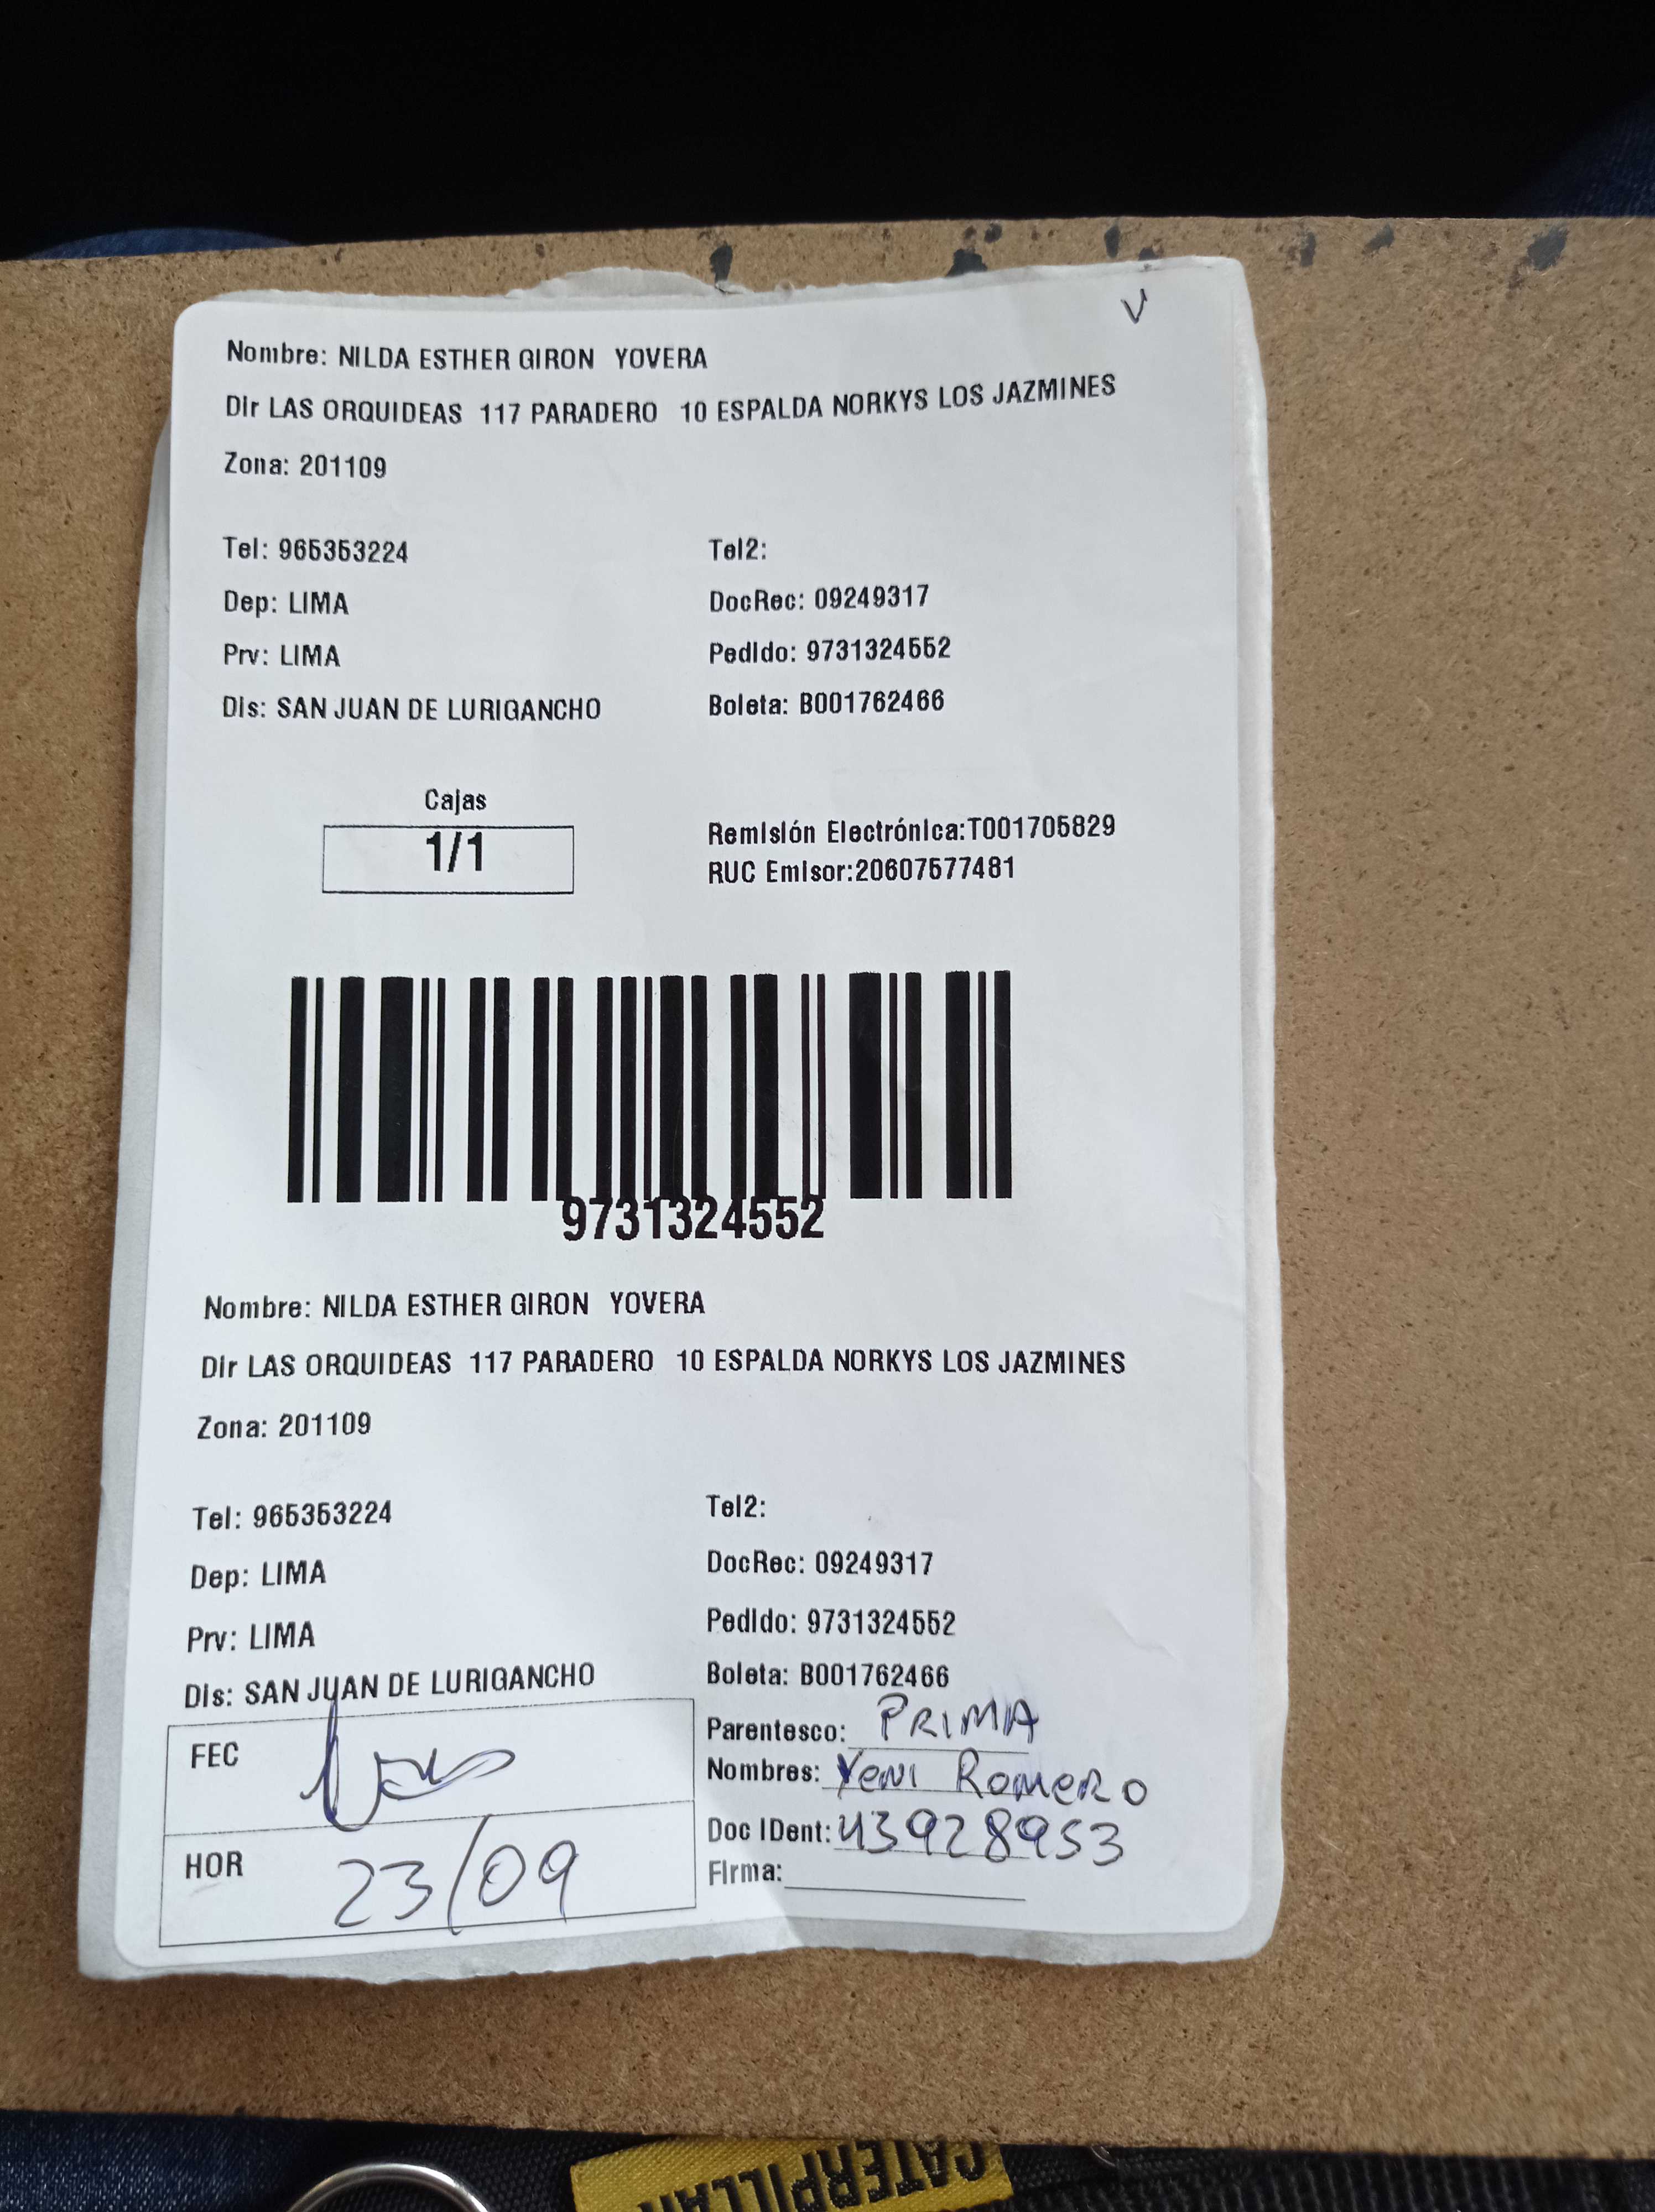 Nombre: NILDA ESTHER GIRON YOVERA
Dir LAS ORQUIDEAS 117 PARADERO 10 ESPALDA NORKYS LOS JAZMINES
Zona: 201109
Tel: 965353224 Tel2:
Dep: LIMA DocRec: 09249317
Prv: LIMA Pedido: 9731324552
Dis: SAN JUAN DE LURIGANCHO Boleta: B001762466
Cajas
1/1
Remisión Electrónica:T001705829
RUC Emisor:20607577481
9731324552
Nombre: NILDA ESTHER GIRON YOVERA
Dir LAS ORQUIDEAS 117 PARADERO 10 ESPALDA NORKYS LOS JAZMINES
Zona: 201109
Tel: 965353224 Tel2:
Dep: LIMA DocRec: 09249317
Prv: LIMA Pedido: 9731324552
Dis: SAN JUAN DE LURIGANCHO Boleta: B001762466
Parentesco: PRIMA
FEC
Nombres: Yeni Romero
Doc IDent: 43928953
HOR 23/09
Firma:
CATERPILLAR